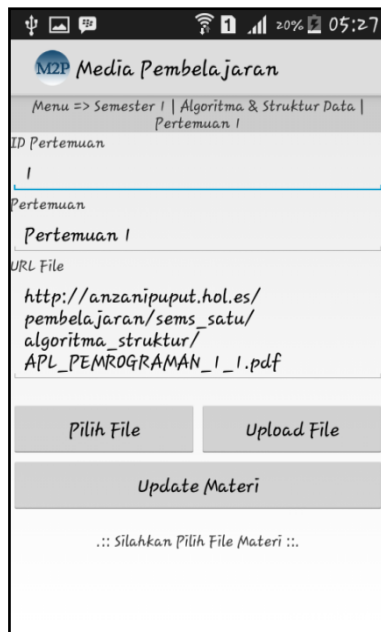 1 20% 05:27
M2P Media Pembelajaran
Menu => Semester 1 | Algoritma & Struktur Data |
Pertemuan 1
ID Pertemuan
1
Pertemuan
Pertemuan 1
URL File
http://anzanipuput.hol.es/
pembelajaran/sems_satu/
algoritma_struktur/
APL_PEMROGRAMAN_1_1.pdf
Pilih File Upload File
Update Materi
.:: Silahkan Pilih File Materi ::.